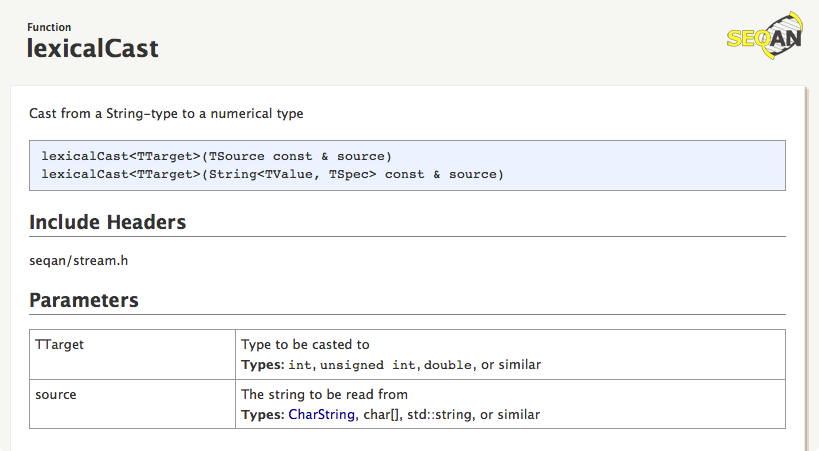 Function
lexicalCast
SEQAN
Cast from a String-type to a numerical type
lexicalCast<TTarget>(TSource const & source)
lexicalCast<TTarget>(String<TValue, TSpec> const & source)
Include Headers
seqan/stream.h
Parameters
TTarget
Type to be casted to
Types: int, unsigned int, double, or similar
source
The string to be read from
Types: CharString, char[], std::string, or similar